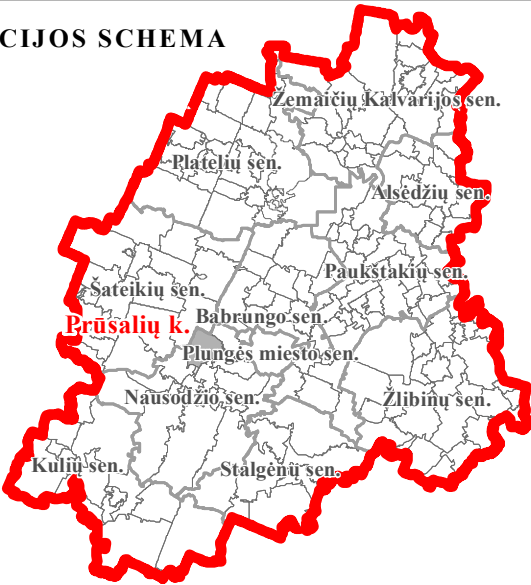 CIJOS SCHEMA
Žemaičių Kalvarijos sen.
Platelių sen.
Alsėdžių sen.
Paukštakių sen.
Šateikių sen.
Babrungo sen.
Prūsalių k.
Plungės miesto sen.
Nausodžio sen.
Žlibinų sen.
Kulių sen.
Stalgėnų sen.